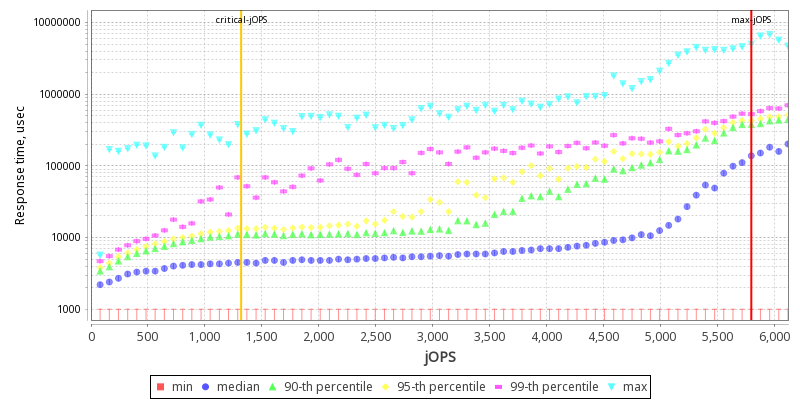 critical-jOPS
max-jOPS
10000000
1000000
100000
10000
1000
Response time, usec
0
500
1,000
1,500
2,000
2,500
3,000
3,500
4,000
4,500
5,000
5,500
6,000
jOPS
min
median
90-th percentile
95-th percentile
99-th percentile
max